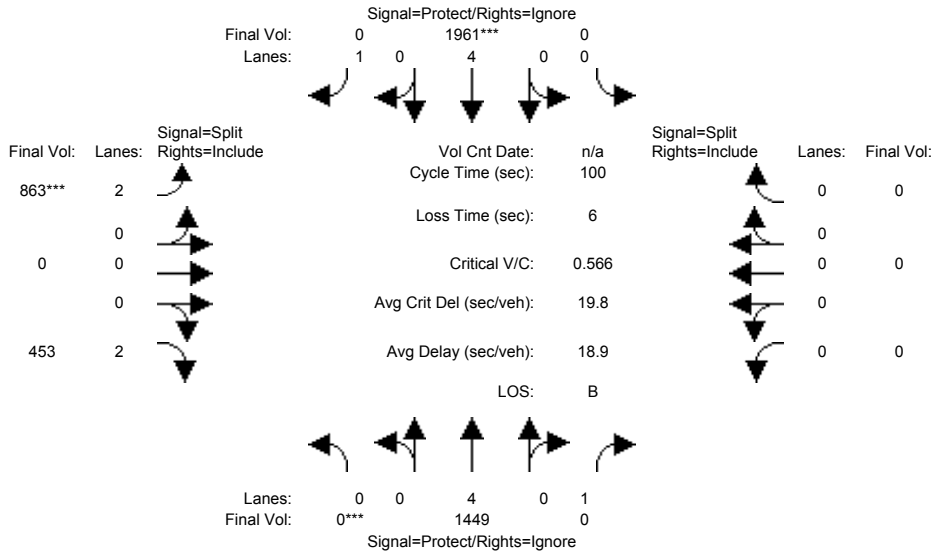 Signal=Protect/Rights=Ignore
Final Vol: 0 1961*** 0
Lanes: 1 0 4 0 0
Signal=Split Signal=Split
Final Vol: Lanes: Rights=Include Vol Cnt Date: n/a Rights=Include Lanes: Final Vol:
Cycle Time (sec): 100
863*** 2 0 0
Loss Time (sec): 6
0 0
0 0 Critical V/C: 0.566 0 0
0 Avg Crit Del (sec/veh): 19.8 0
453 2 Avg Delay (sec/veh): 18.9 0 0
LOS: B
Lanes: 0 0 4 0 1
Final Vol: 0*** 1449 0
Signal=Protect/Rights=Ignore